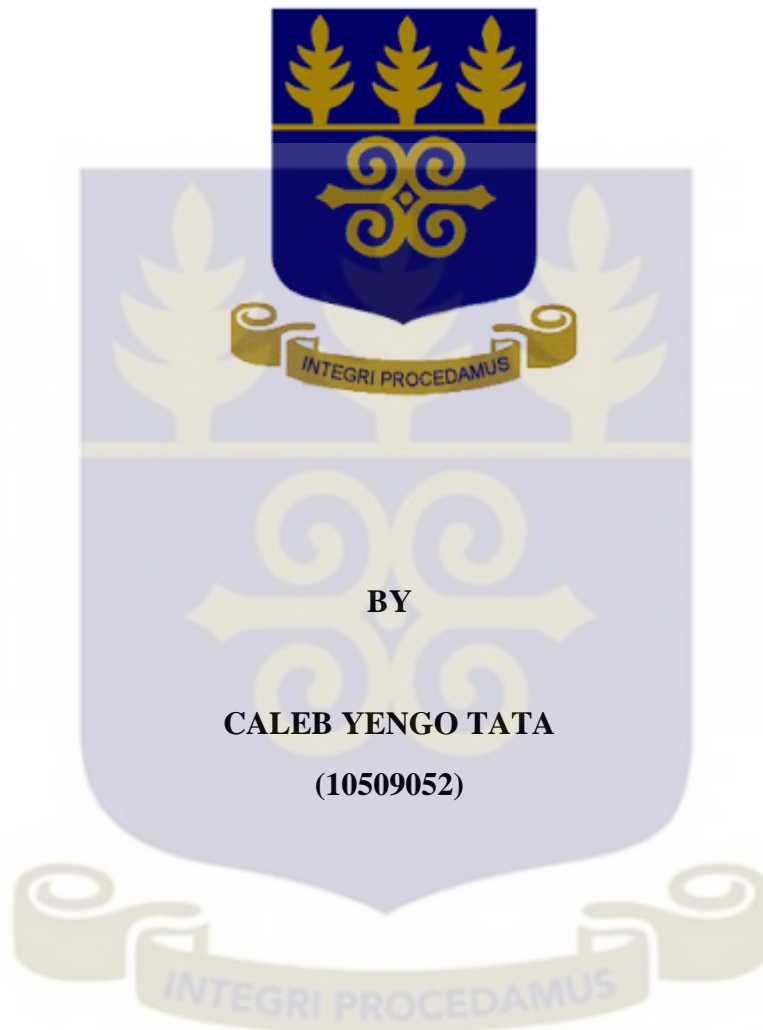 INTEGRI PROCEDAMUS
BY
CALEB YENGO TATA
(10509052)
INTEGRI PROCEDAMUS